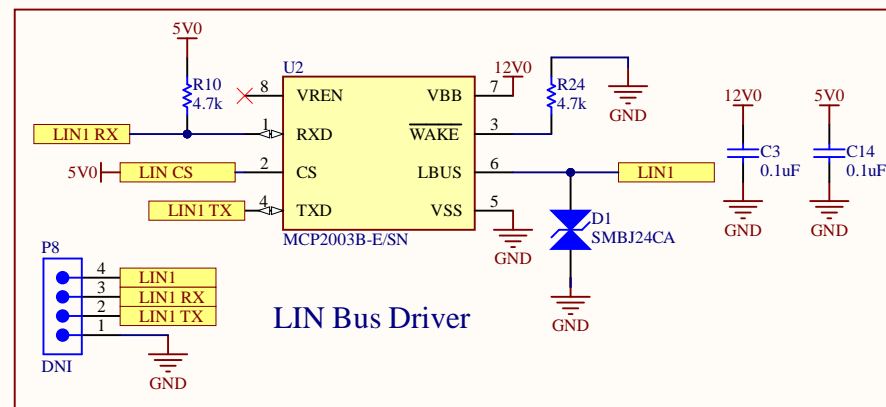 5V0
R10
4.7k
LIN1 RX
5V0
LIN CS
LIN1 TX
U2
8 VREN VBB 7
1 RXD WAKE 3
2 CS LBUS 6
4 TXD VSS 5
MCP2003B-E/SN
12V0
R24
4.7k
GND
LIN1
GND
D1
SMBJ24CA
GND
12V0
C3
0.1uF
GND
5V0
C14
0.1uF
GND
P8
4 LIN1
3 LIN1 RX
2 LIN1 TX
1
GND
DNI
LIN Bus Driver